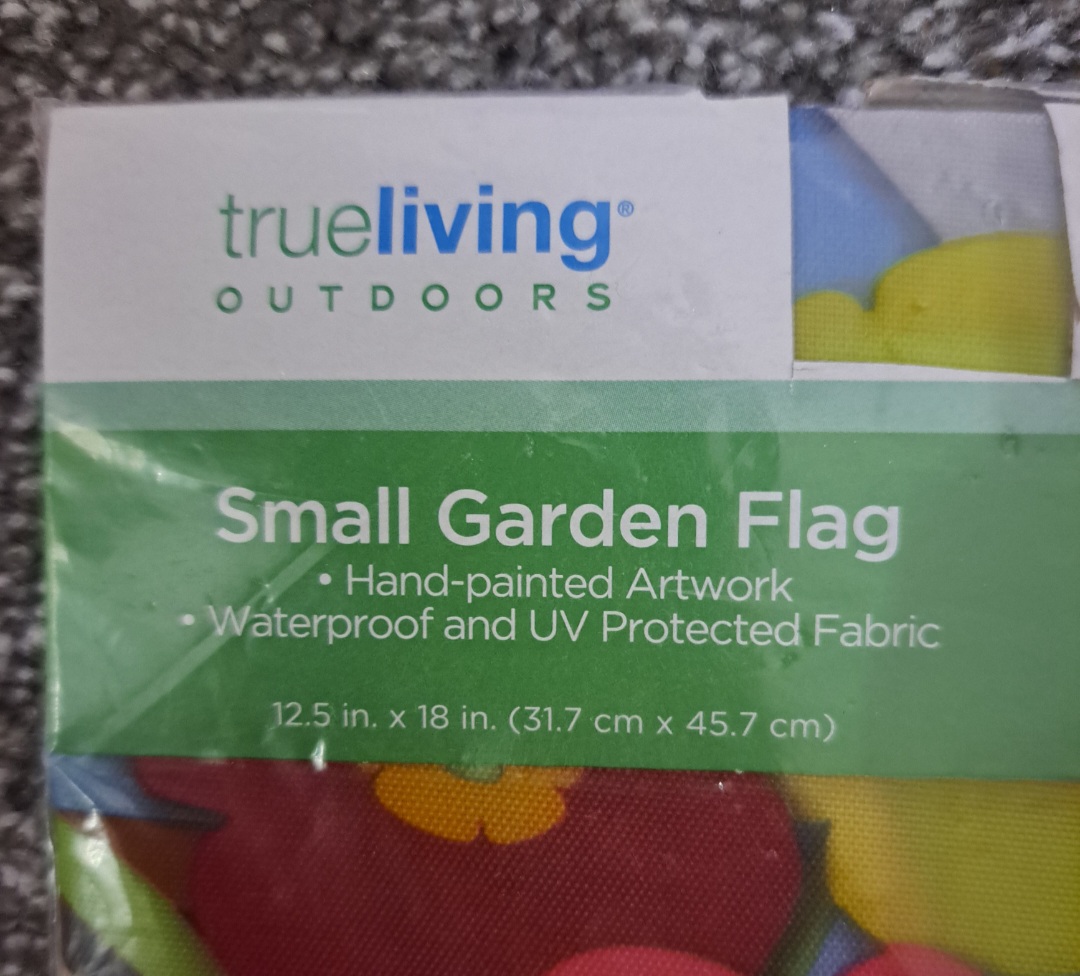 trueliving®
OUTDOORS
Small Garden Flag
• Hand-painted Artwork
• Waterproof and UV Protected Fabric
12.5 in. x 18 in. (31.7 cm x 45.7 cm)